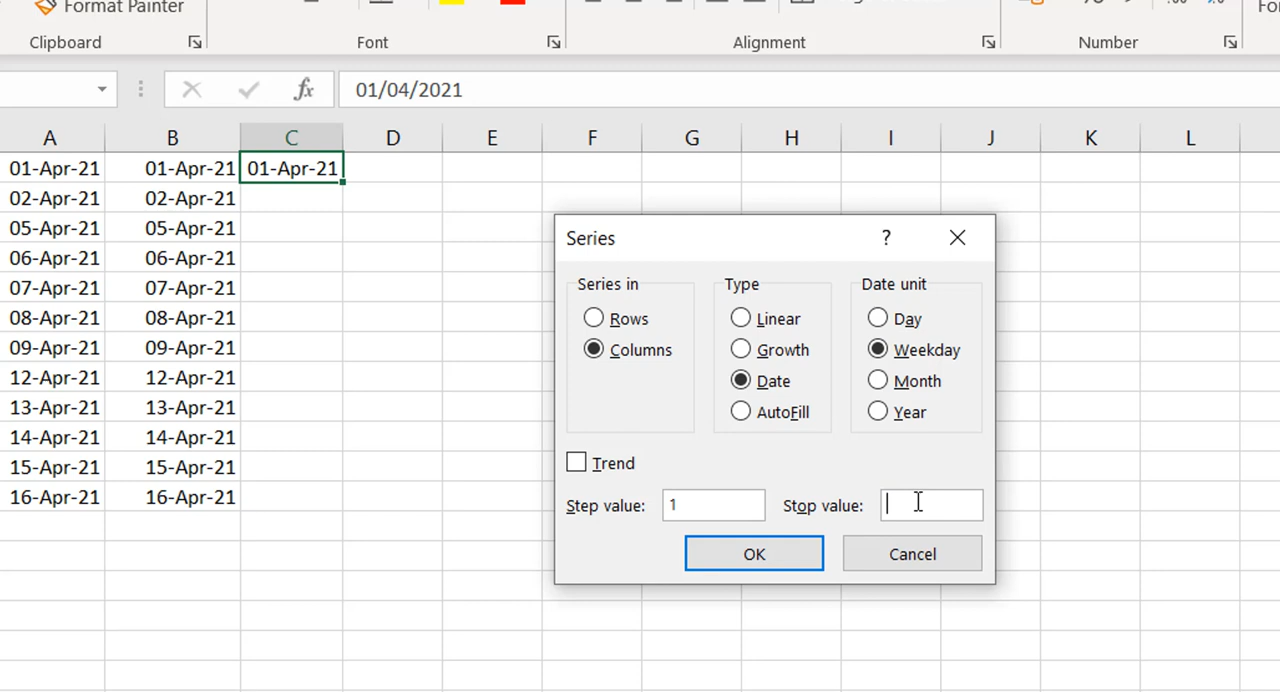 Format Painter
Clipboard Font Alignment Number
fx 01/04/2021
A B C D E F G H I J K L
01-Apr-21 01-Apr-21 01-Apr-21
02-Apr-21 02-Apr-21
05-Apr-21 05-Apr-21
06-Apr-21 06-Apr-21
07-Apr-21 07-Apr-21
08-Apr-21 08-Apr-21
09-Apr-21 09-Apr-21
12-Apr-21 12-Apr-21
13-Apr-21 13-Apr-21
14-Apr-21 14-Apr-21
15-Apr-21 15-Apr-21
16-Apr-21 16-Apr-21
Series ?
Series in Type Date unit
Rows Linear Day
Columns Growth Weekday
Date Month
AutoFill Year
Trend
Step value: 1 Stop value:
OK Cancel